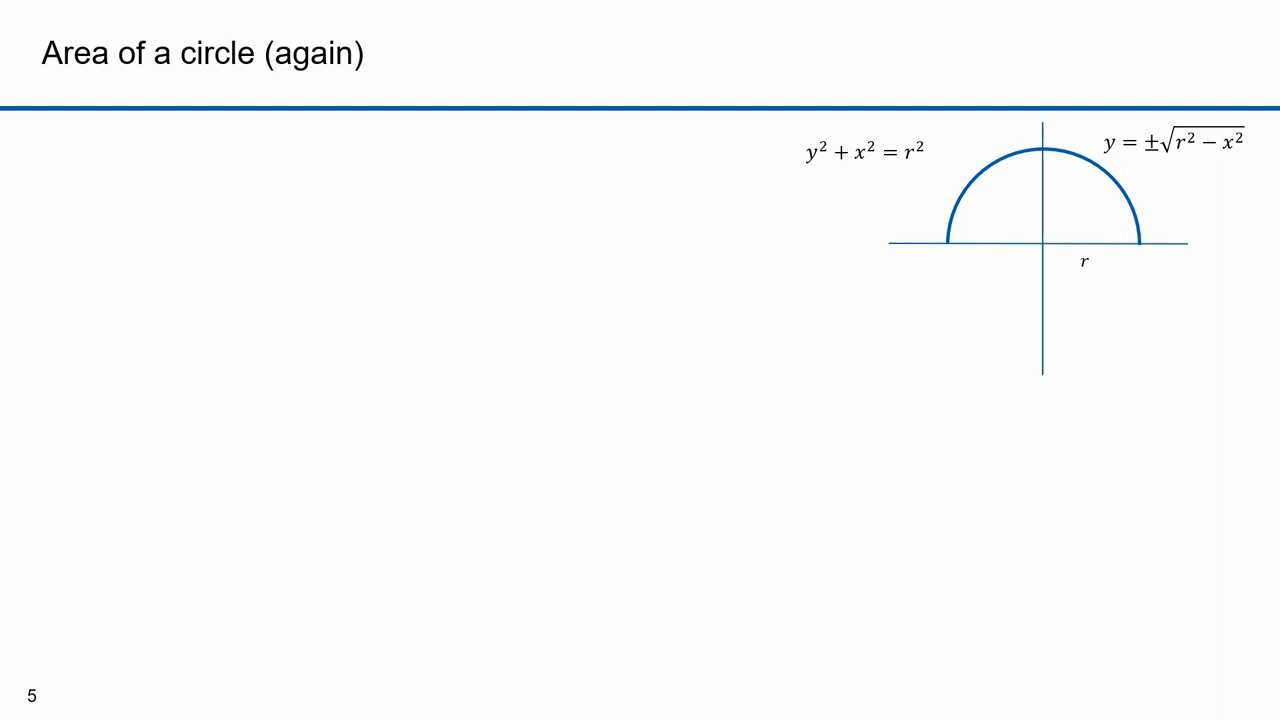 Area of a circle (again)
y² + x² = r²
y = ±√(r² − x²)
r
5